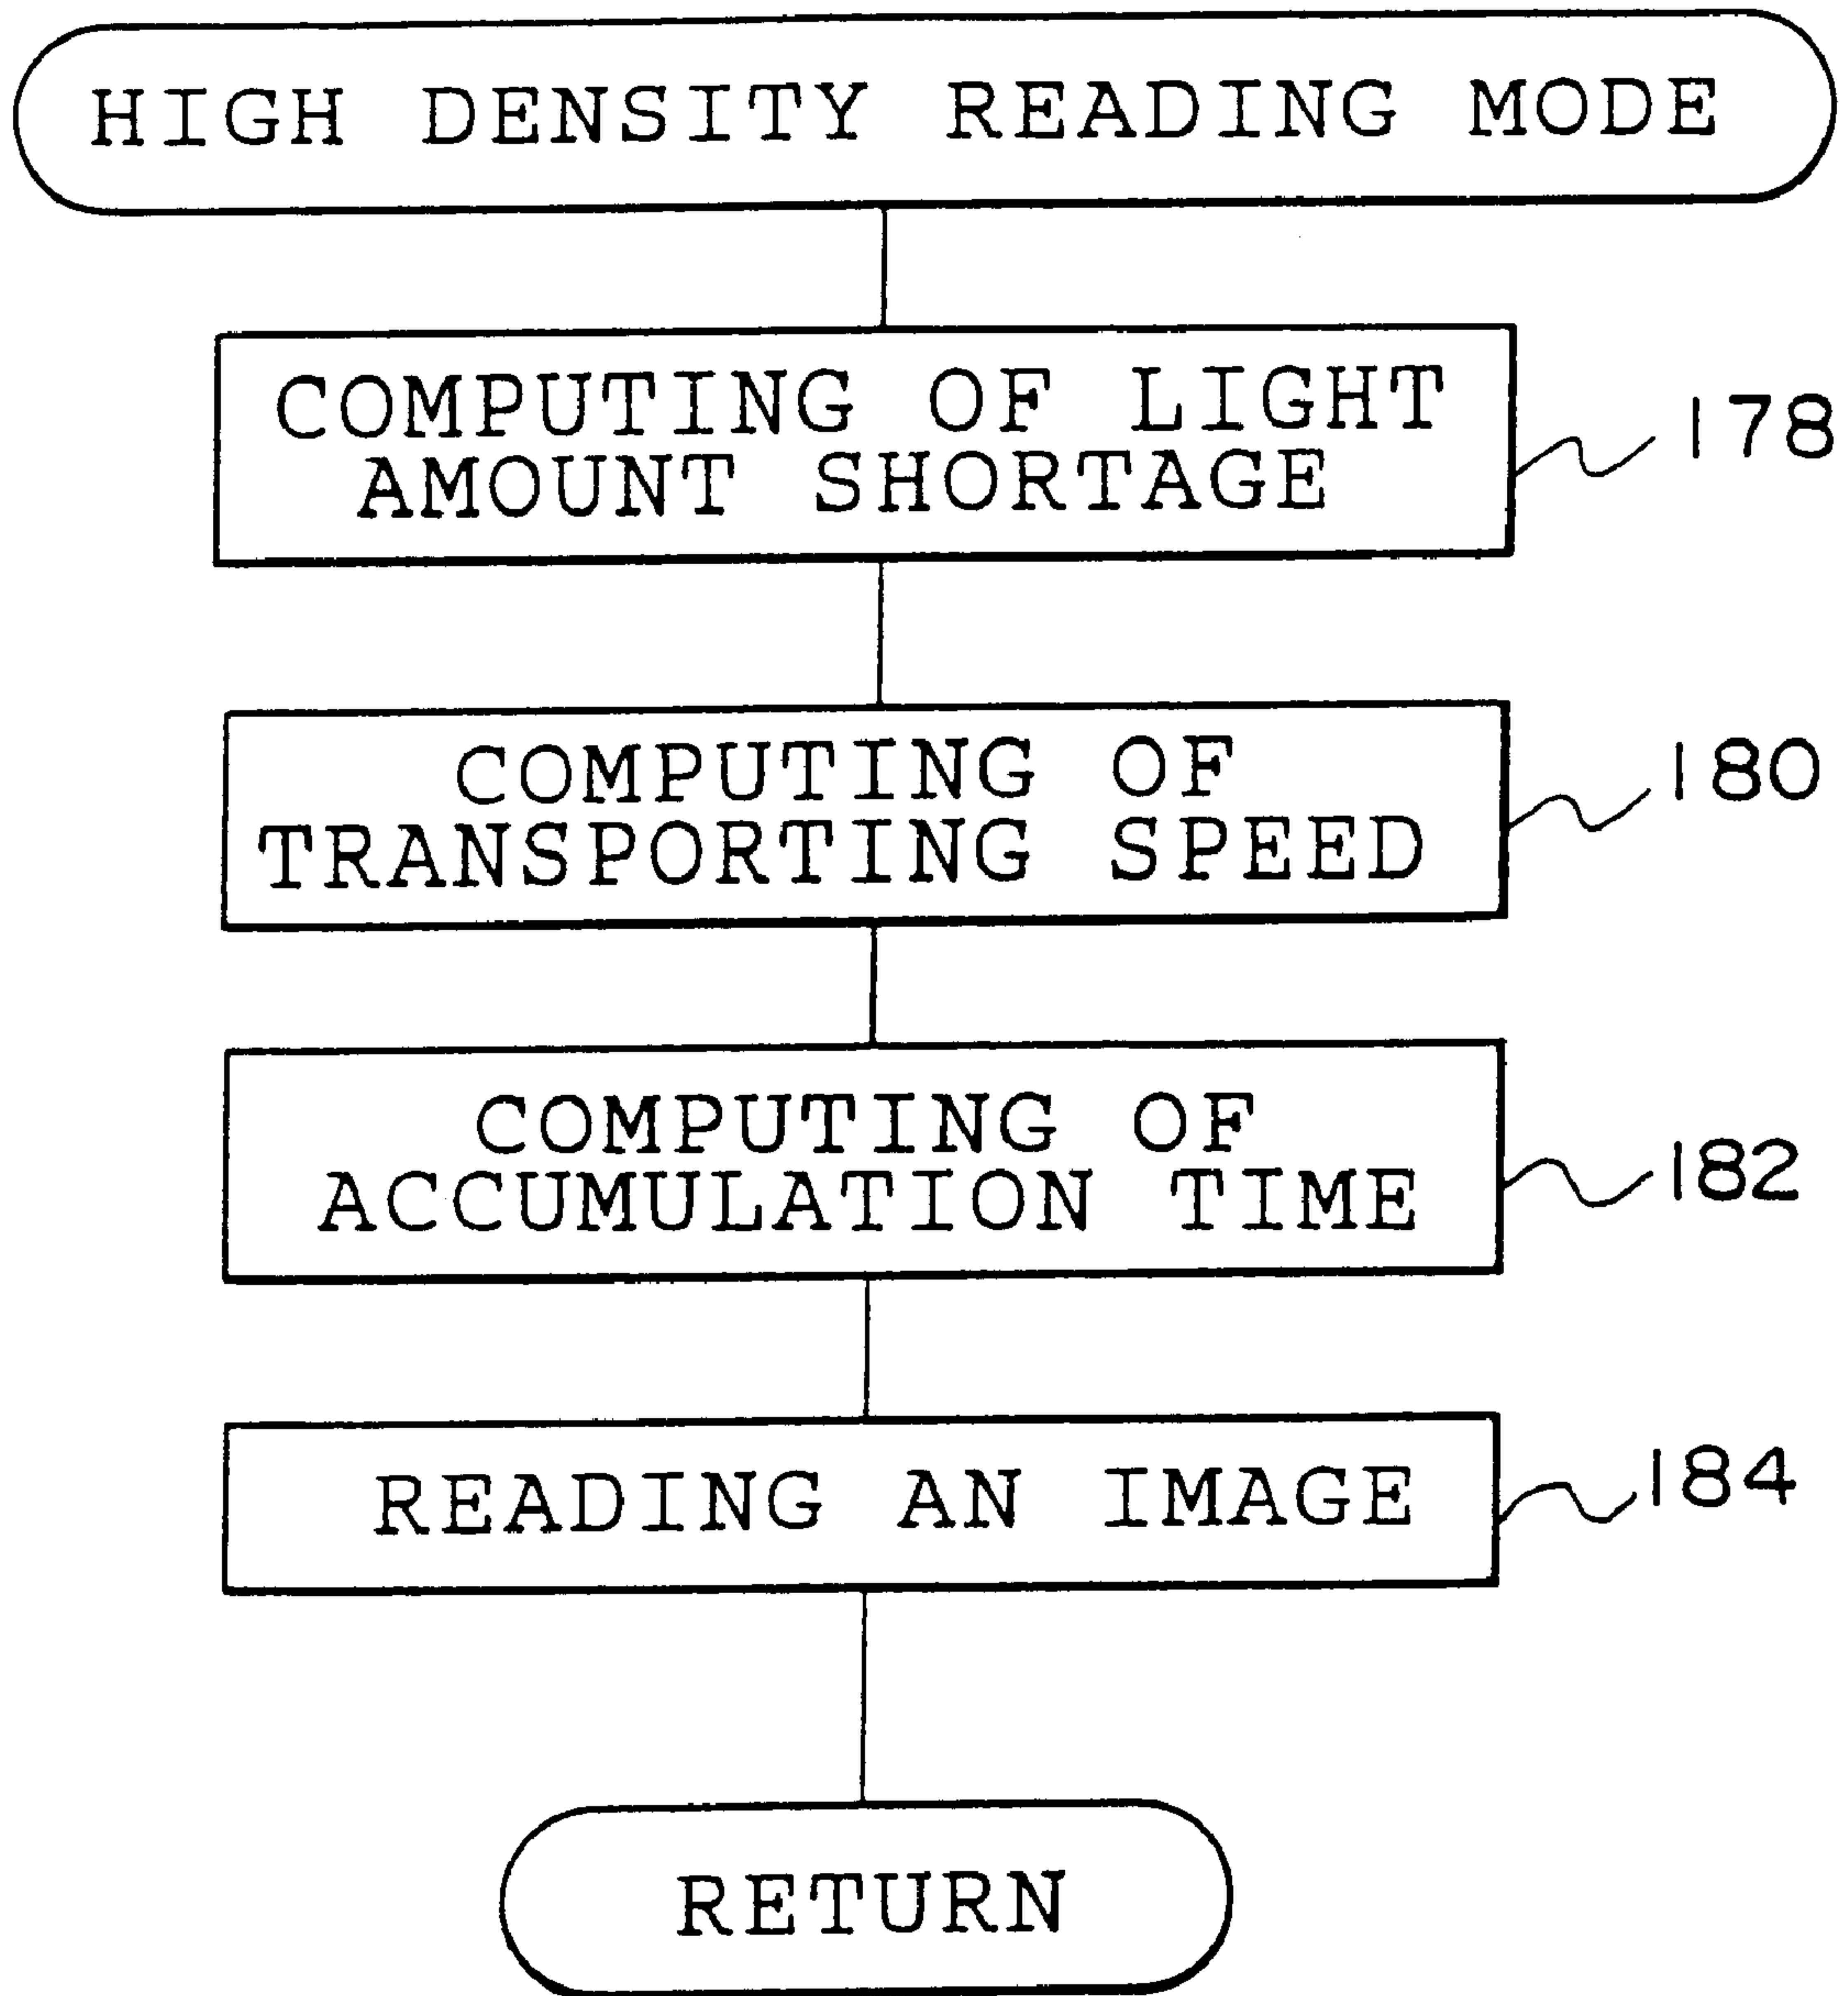 HIGH DENSITY READING MODE
COMPUTING OF LIGHT
AMOUNT SHORTAGE
178
COMPUTING OF
TRANSPORTING SPEED
180
COMPUTING OF
ACCUMULATION TIME
182
READING AN IMAGE
184
RETURN